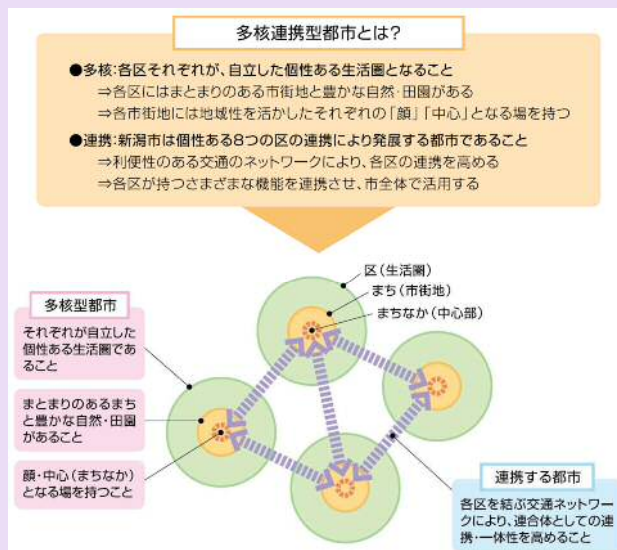 多核連携型都市とは？
●多核：各区それぞれが、自立した個性ある生活圏となること
⇒各区にはまとまりのある市街地と豊かな自然・田園がある
⇒各市街地には地域性を活かしたそれぞれの「顔」「中心」となる場を持つ
●連携：新潟市は個性ある8つの区の連携により発展する都市であること
⇒利便性のある交通のネットワークにより、各区の連携を高める
⇒各区が持つさまざまな機能を連携させ、市全体で活用する
区（生活圏）
まち（市街地）
まちなか（中心部）
多核型都市
それぞれが自立した
個性ある生活圏であ
ること
まとまりのあるまち
と豊かな自然・田園
があること
顔・中心（まちなか）
となる場を持つこと
連携する都市
各区を結ぶ交通ネットワー
クにより、連合体としての連
携・一体性を高めること